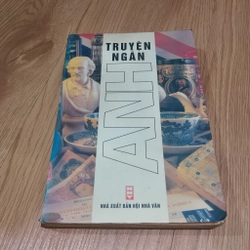 TRUYỆN
NGẮN
ANH
NHÀ XUẤT BẢN HỘI NHÀ VĂN